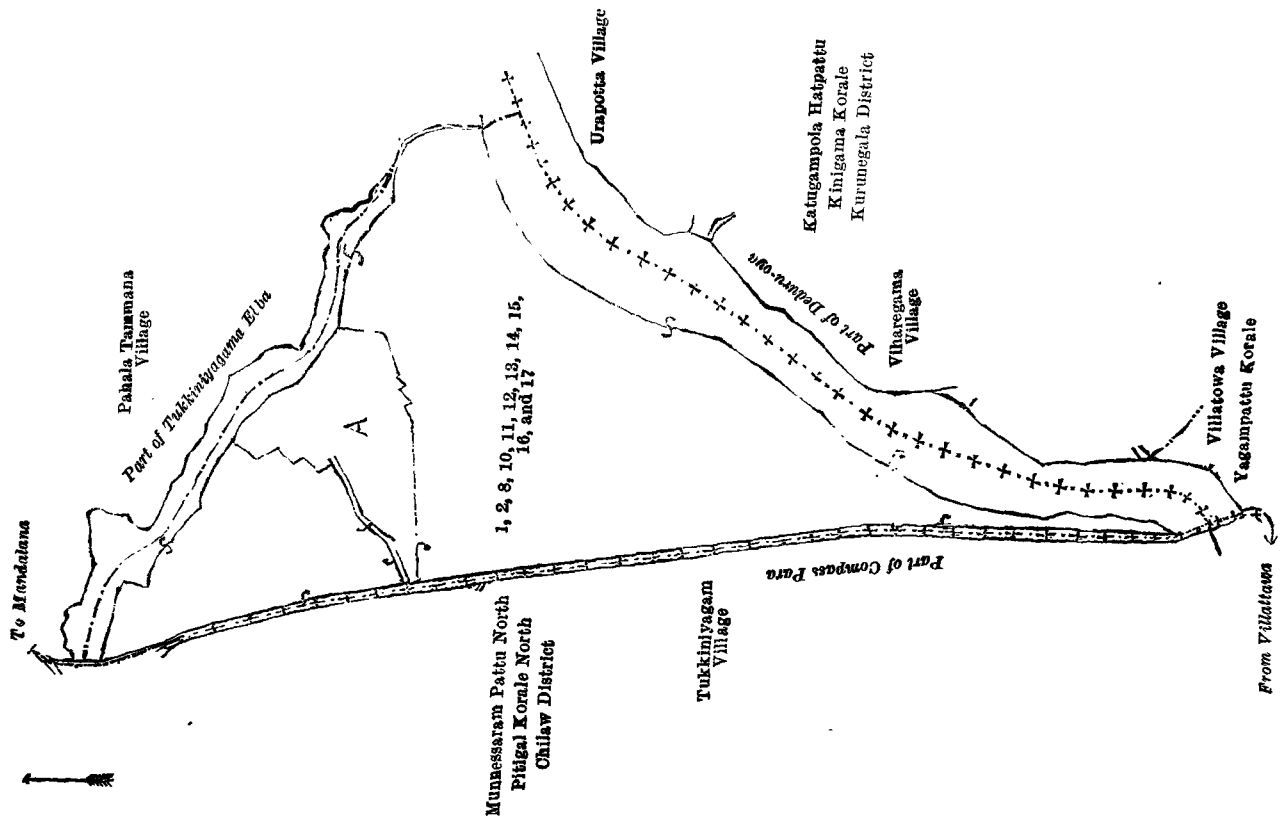 To Mandalana
Pahala Tammana
Village
Part of Tukkiniyagama Elba
A
Urapotta Village
1, 2, 8, 10, 11, 12, 13, 14, 15,
16, and 17
Katugampola Hatpattu
Kinigama Korale
Kurunegala District
Part of Deduru-oya
Viharegama
Village
Munnessaram Pattu North
Pitigal Korale North
Chilaw District
Tukkiniyagam
Village
Part of Compass Para
Villatowa Village
Yagampattu Korale
From Villattawa